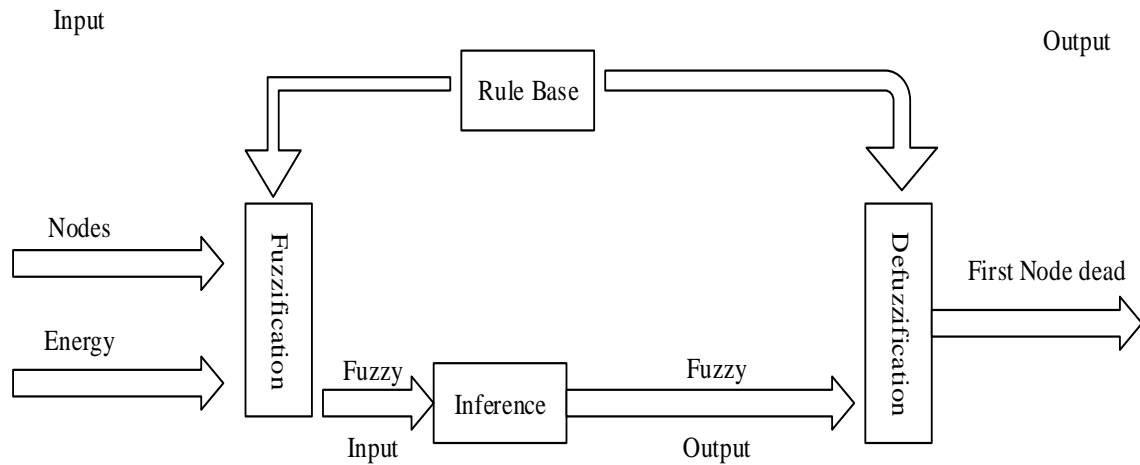 Input
Output
Rule Base
Nodes
Energy
Fuzzification
Fuzzy
Input
Inference
Fuzzy
Output
Defuzzification
First Node dead